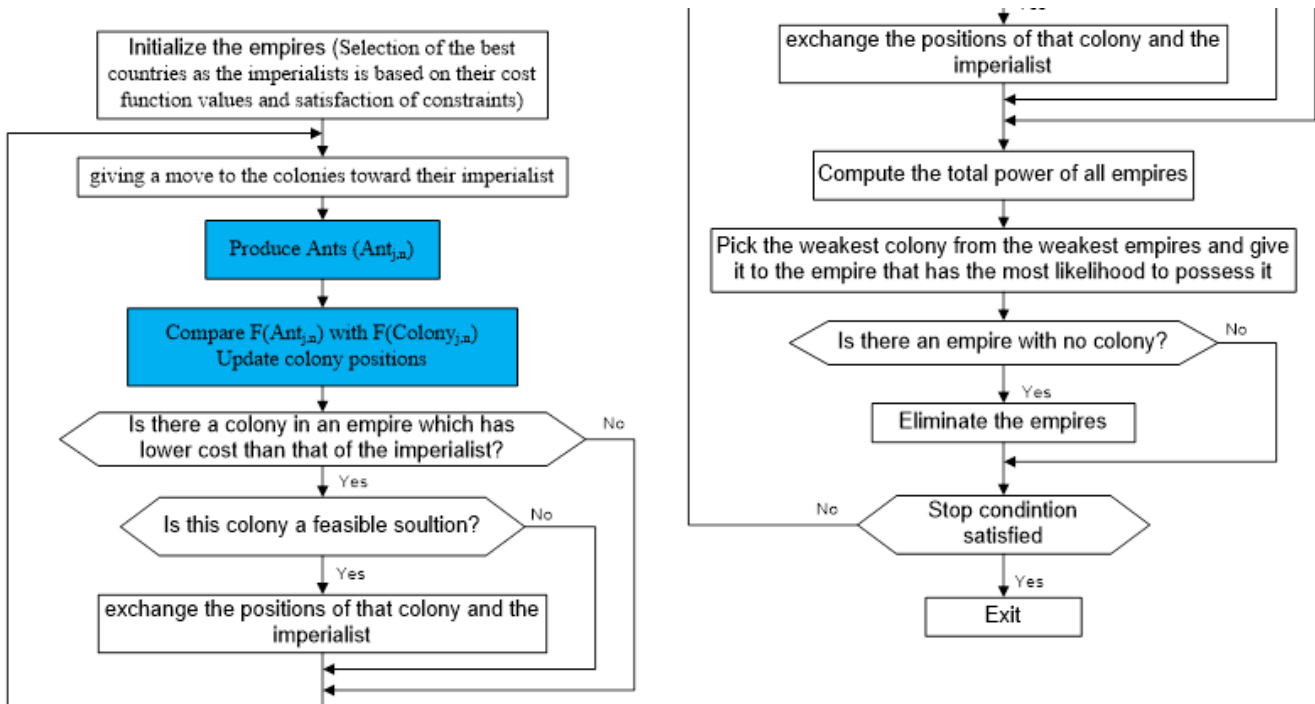 Initialize the empires (Selection of the best
countries as the imperialists is based on their cost
function values and satisfaction of constraints)
giving a move to the colonies toward their imperialist
Produce Ants (Antj,n)
Compare F(Antj,n) with F(Colonyj,n)
Update colony positions
Is there a colony in an empire which has
lower cost than that of the imperialist?
No
Yes
Is this colony a feasible soultion?
No
Yes
exchange the positions of that colony and the
imperialist
Yes
exchange the positions of that colony and the
imperialist
Compute the total power of all empires
Pick the weakest colony from the weakest empires and give
it to the empire that has the most likelihood to possess it
Is there an empire with no colony?
No
Yes
Eliminate the empires
No
Stop condintion
satisfied
Yes
Exit